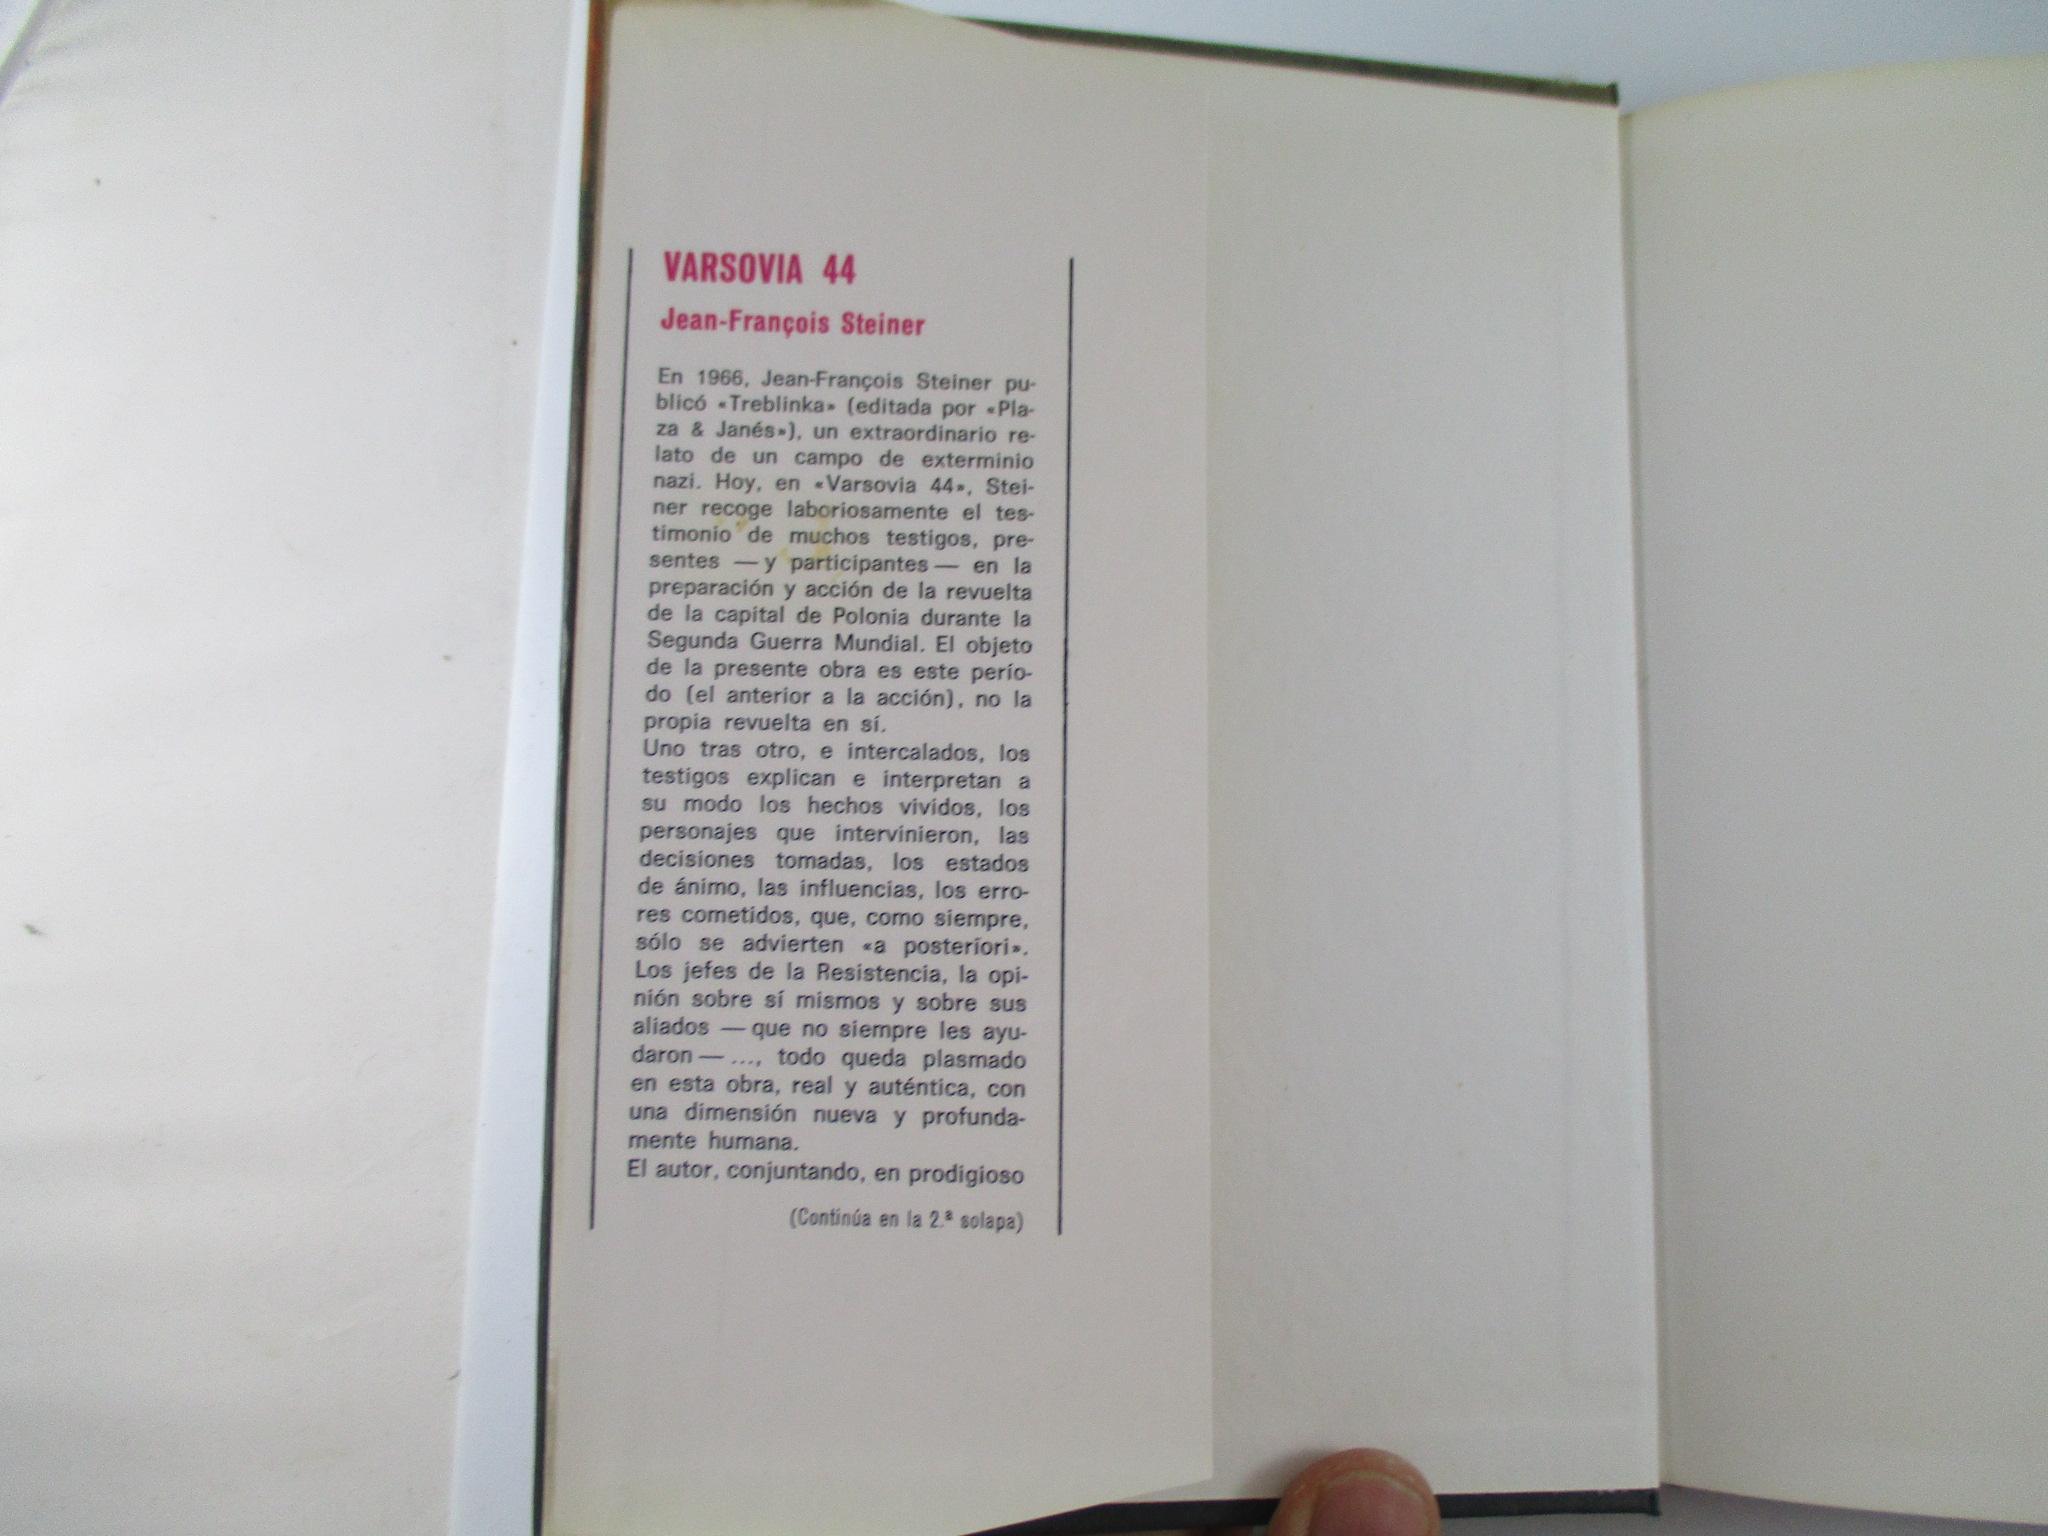 VARSOVIA 44
Jean-François Steiner
En 1966, Jean-François Steiner pu-
blicó «Treblinka» (editada por «Pla-
za & Janés»), un extraordinario re-
lato de un campo de exterminio
nazi. Hoy, en «Varsovia 44», Stei-
ner recoge laboriosamente el tes-
timonio de muchos testigos, pre-
sentes —y participantes— en la
preparación y acción de la revuelta
de la capital de Polonia durante la
Segunda Guerra Mundial. El objeto
de la presente obra es este perío-
do (el anterior a la acción), no la
propia revuelta en sí.
Uno tras otro, e intercalados, los
testigos explican e interpretan a
su modo los hechos vividos, los
personajes que intervinieron, las
decisiones tomadas, los estados
de ánimo, las influencias, los erro-
res cometidos, que, como siempre,
sólo se advierten «a posteriori».
Los jefes de la Resistencia, la opi-
nión sobre sí mismos y sobre sus
aliados —que no siempre les ayu-
daron— ..., todo queda plasmado
en esta obra, real y auténtica, con
una dimensión nueva y profunda-
mente humana.
El autor, conjuntando, en prodigioso
(Continúa en la 2.ª solapa)